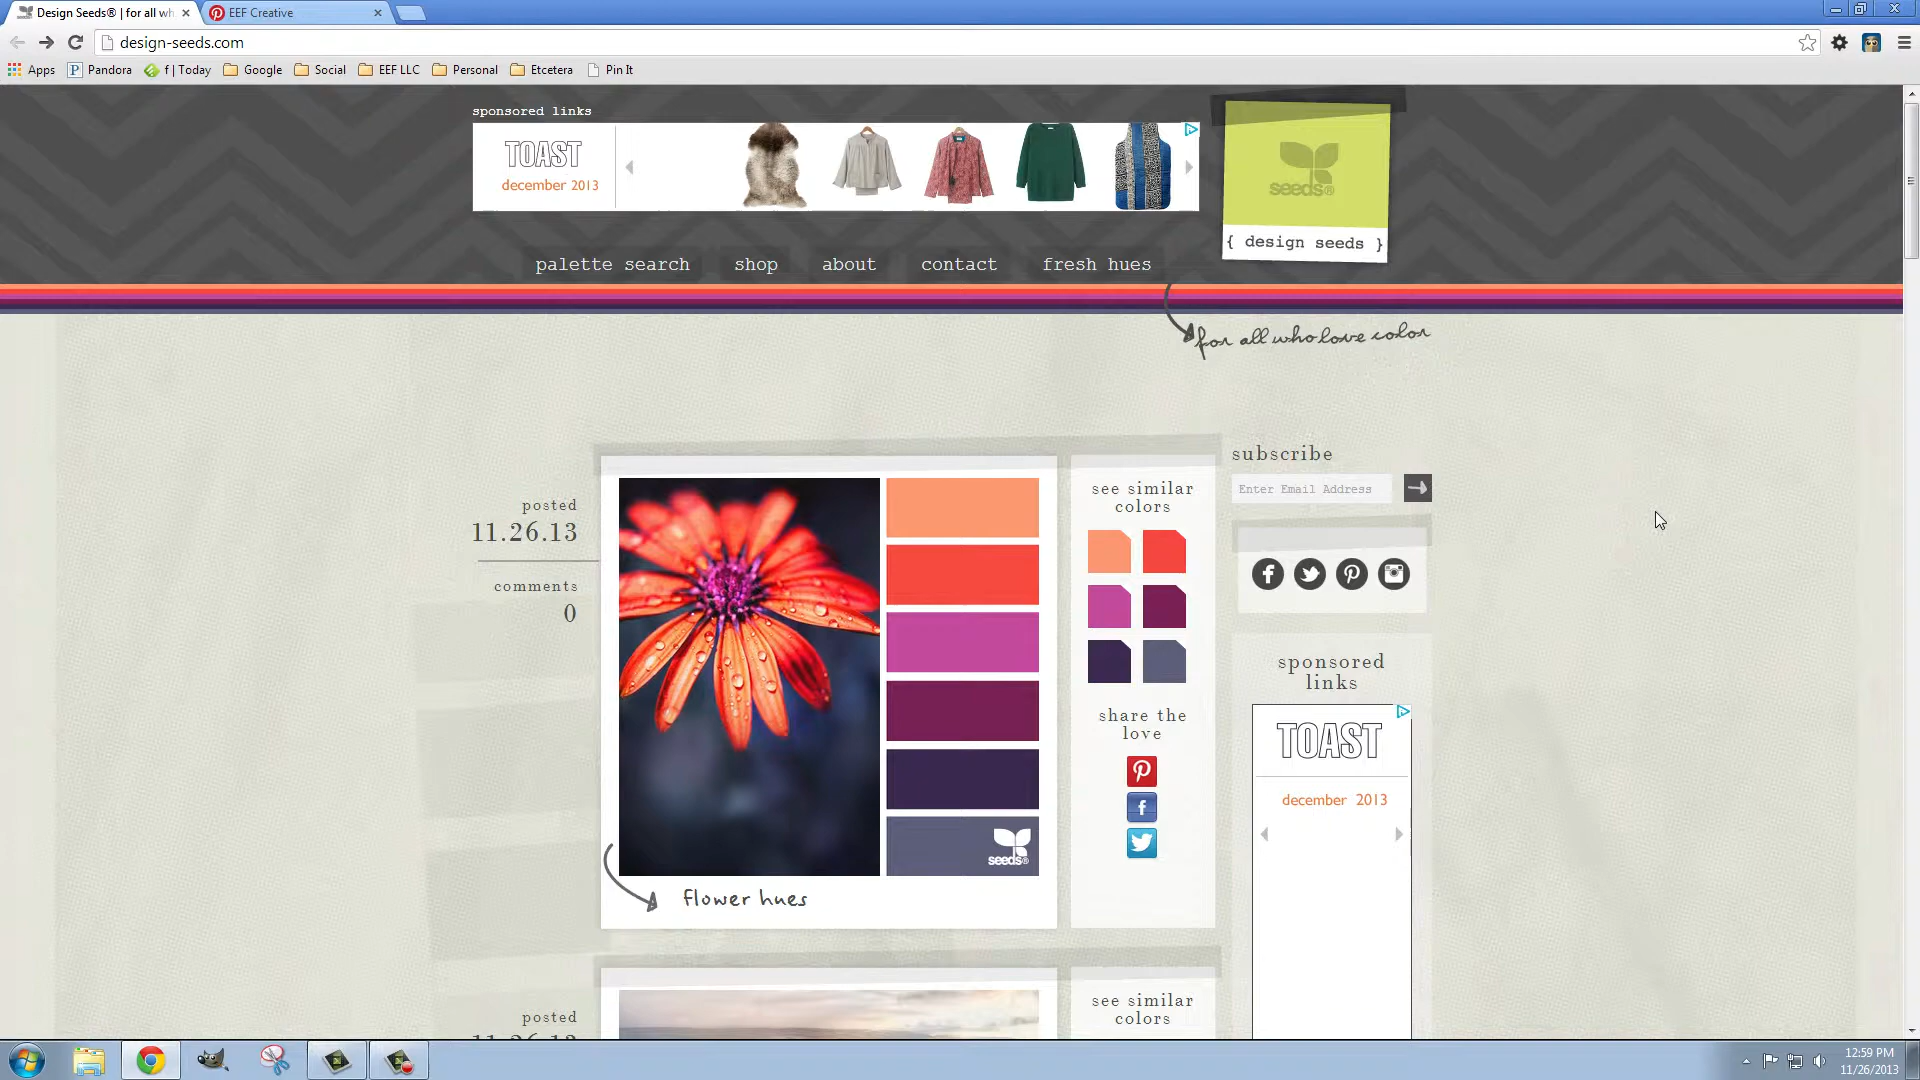 Design Seeds® | for all wh
EEF Creative
design-seeds.com
Apps
Pandora
f | Today
Google
Social
EEF LLC
Personal
Etcetera
Pin It
sponsored links
TOAST
december 2013
seeds®
{ design seeds }
palette search
shop
about
contact
fresh hues
for all who love color
posted
11.26.13
comments
0
see similar
colors
share the
love
seeds®
flower hues
subscribe
Enter Email Address
sponsored
links
TOAST
december 2013
posted
see similar
colors
12:59 PM
11/26/2013